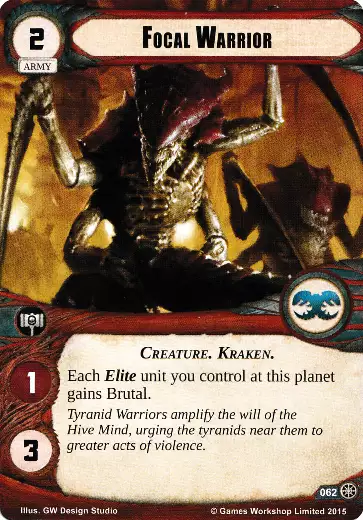 2
ARMY
FOCAL WARRIOR
CREATURE. KRAKEN.
1
Each Elite unit you control at this planet
gains Brutal.
Tyranid Warriors amplify the will of the
Hive Mind, urging the tyranids near them to
greater acts of violence.
3
062
Illus. GW Design Studio
© Games Workshop Limited 2015